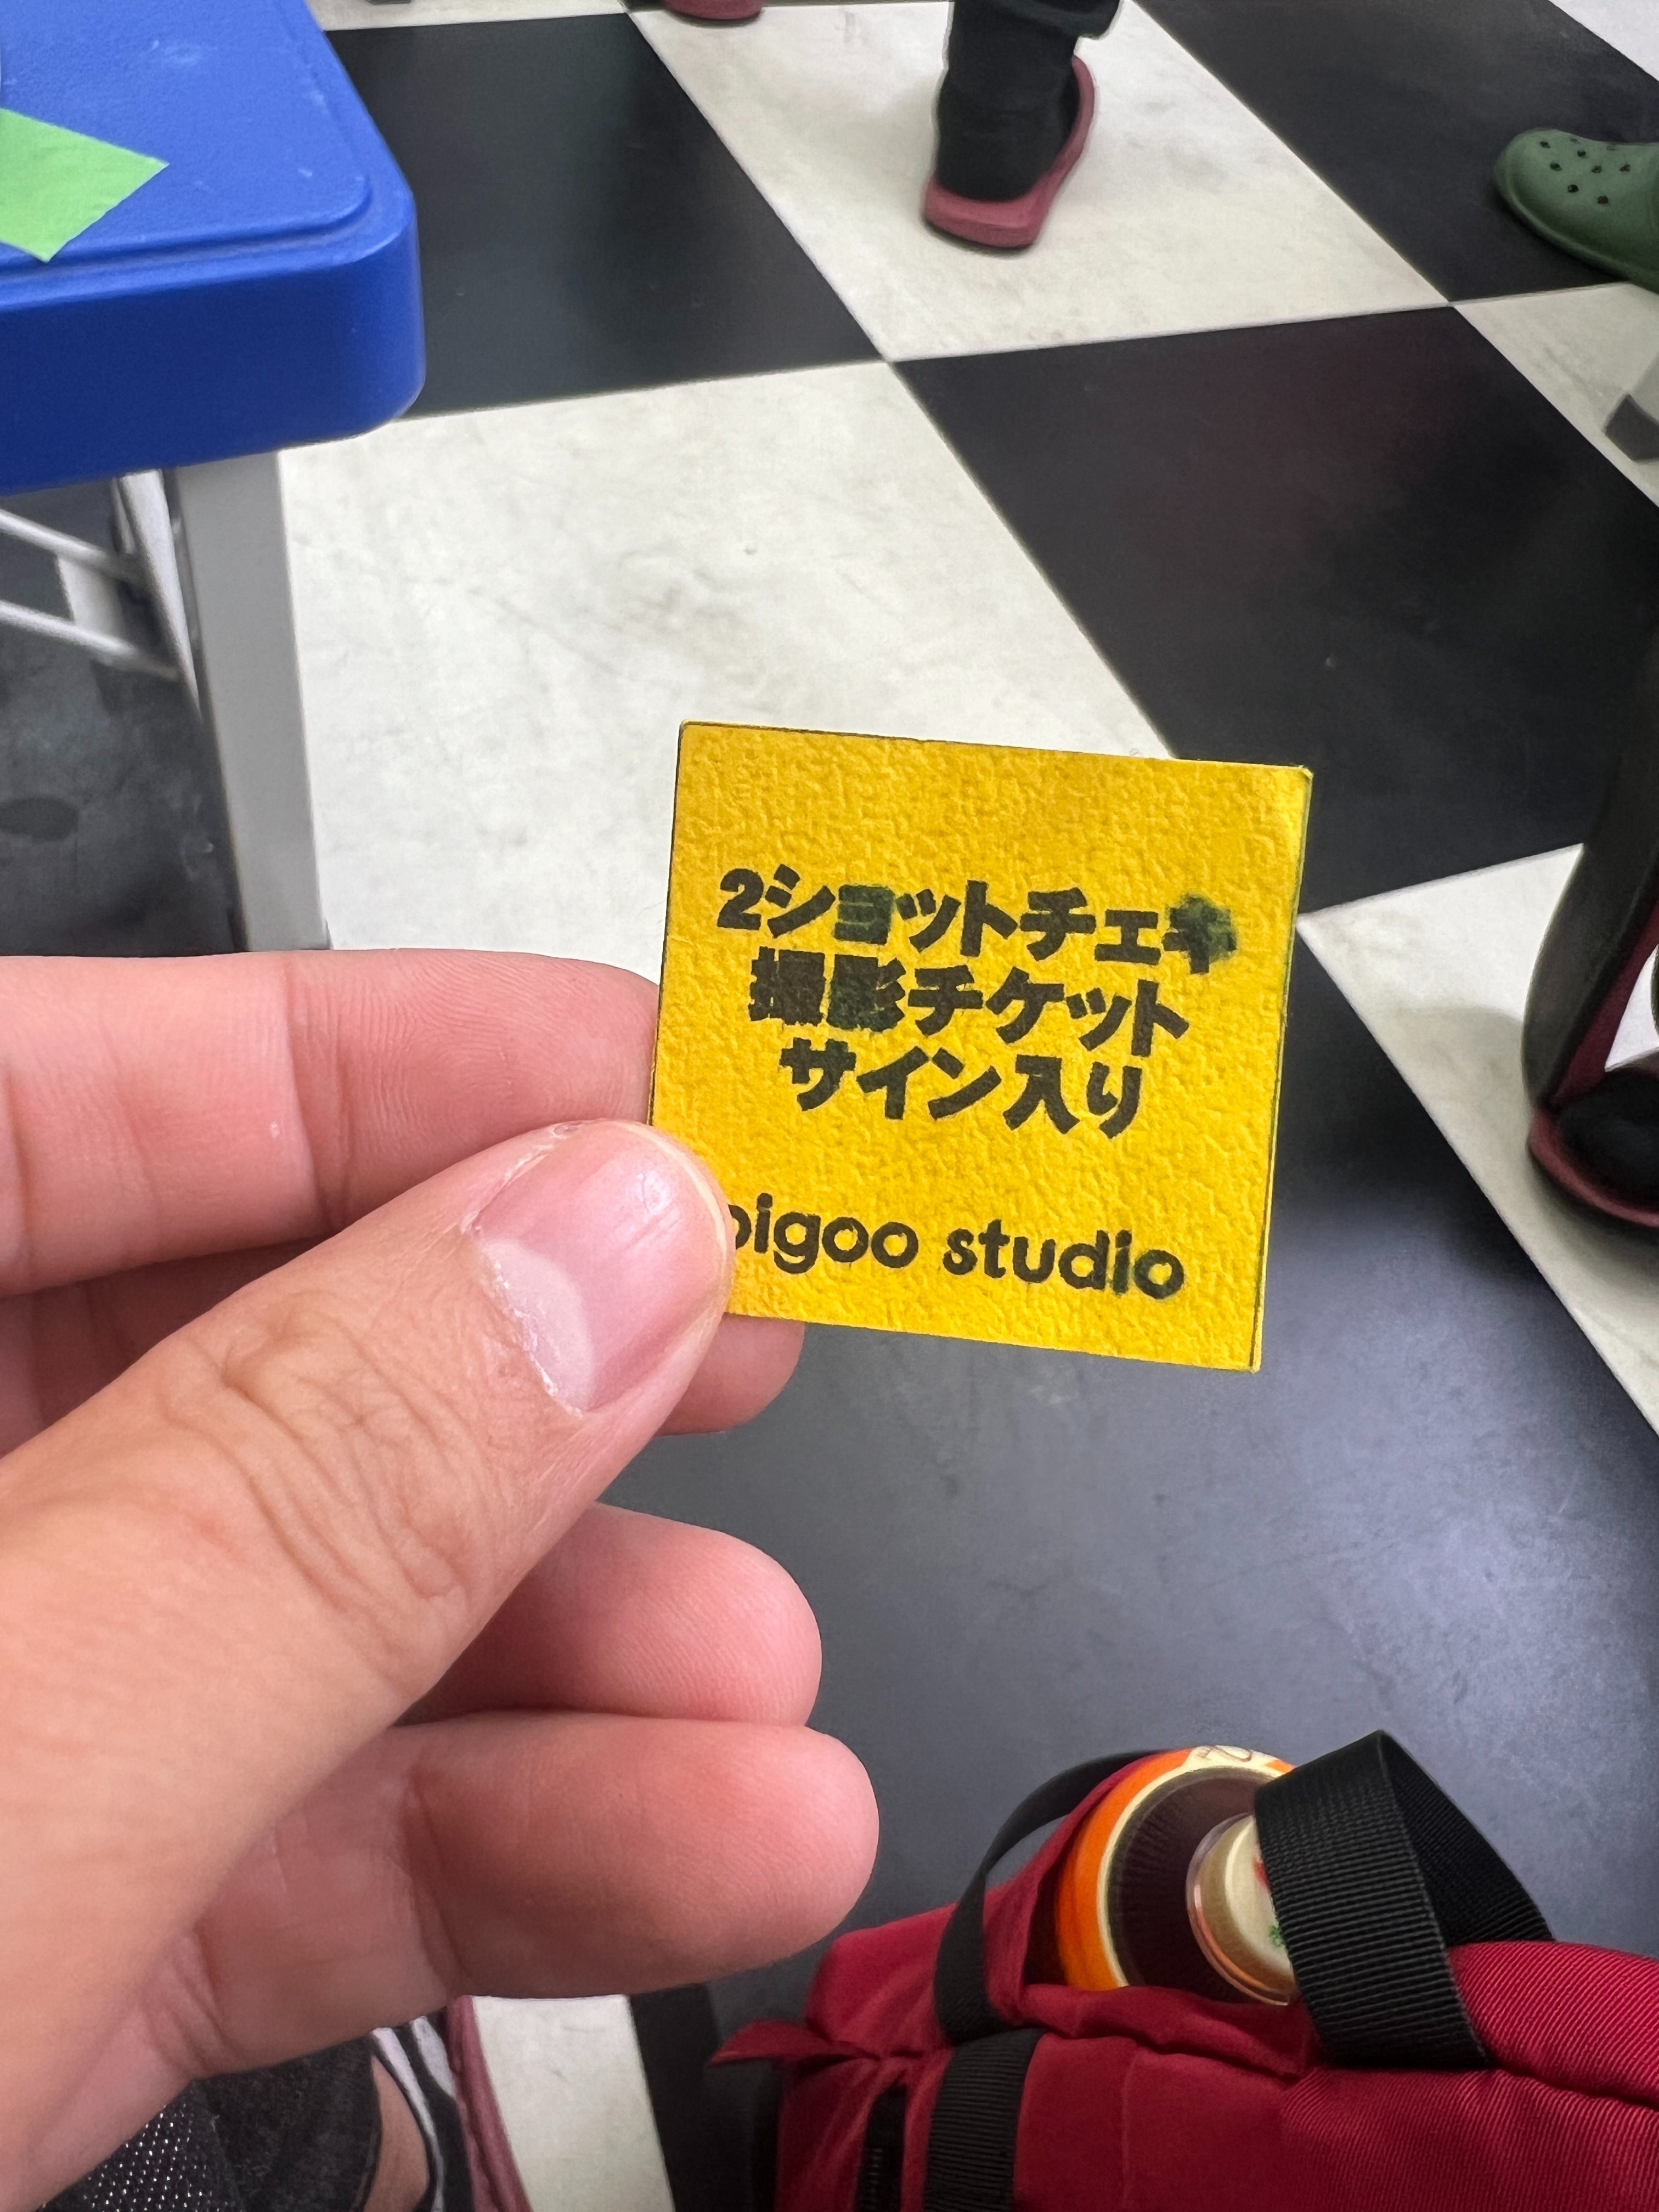 2ショットチェキ
撮影チケット
サイン入り
pigoo studio